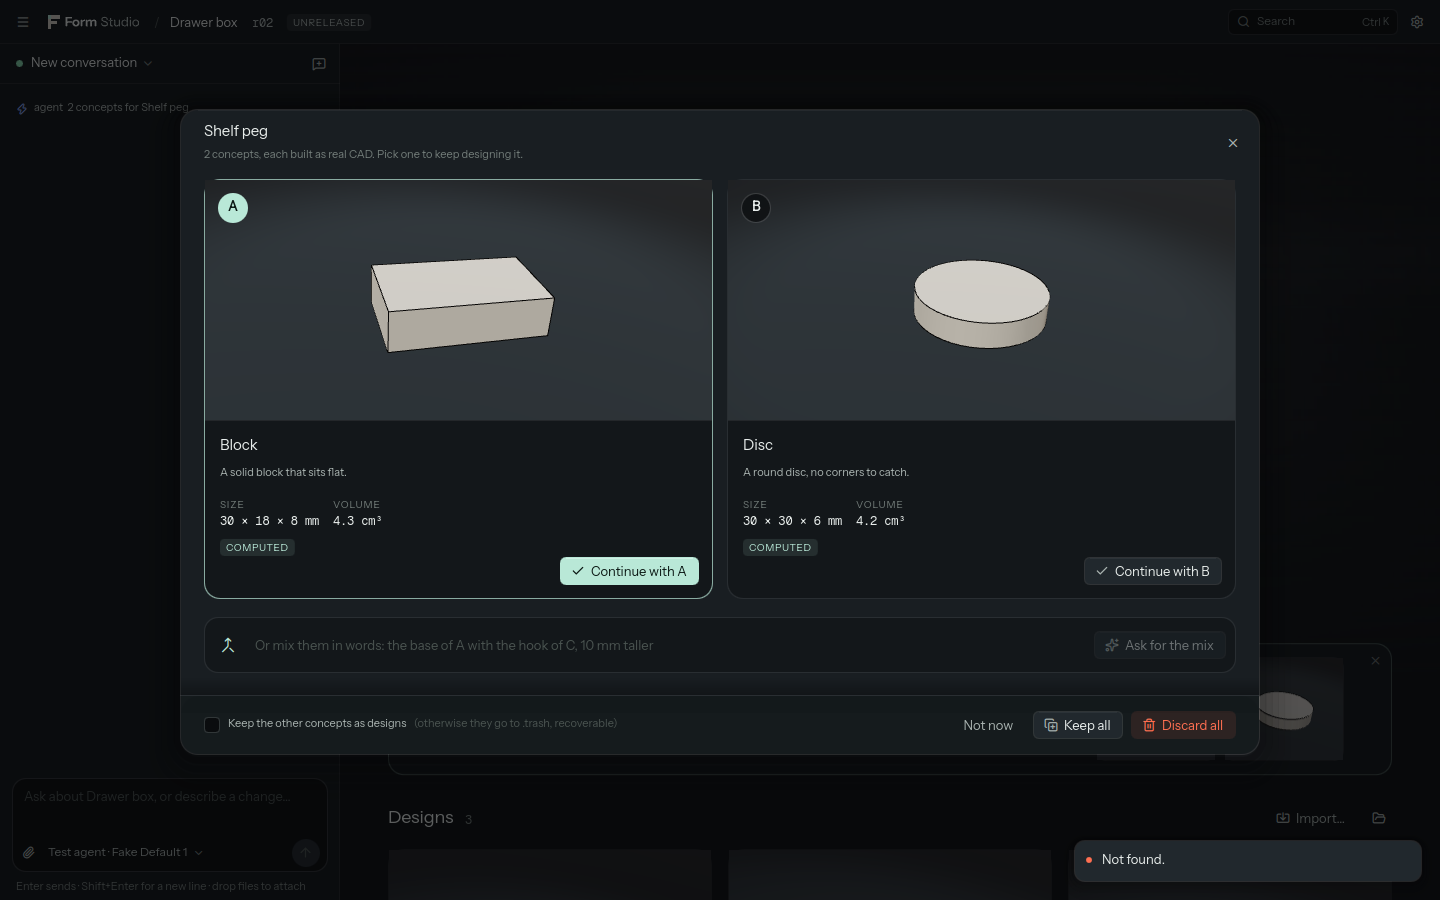 Form Studio / Drawer box r02 UNRELEASED
Search Ctrl K
New conversation
agent 2 concepts for Shelf peg
Shelf peg
2 concepts, each built as real CAD. Pick one to keep designing it.
A
B
Block
A solid block that sits flat.
SIZE VOLUME
30 × 18 × 8 mm 4.3 cm³
COMPUTED
Continue with A
Disc
A round disc, no corners to catch.
SIZE VOLUME
30 × 30 × 6 mm 4.2 cm³
COMPUTED
Continue with B
Or mix them in words: the base of A with the hook of C, 10 mm taller
Ask for the mix
Keep the other concepts as designs (otherwise they go to .trash, recoverable)
Not now
Keep all
Discard all
Ask about Drawer box, or describe a change...
Test agent · Fake Default 1
Enter sends · Shift+Enter for a new line · drop files to attach
Designs 3
Import...
Not found.